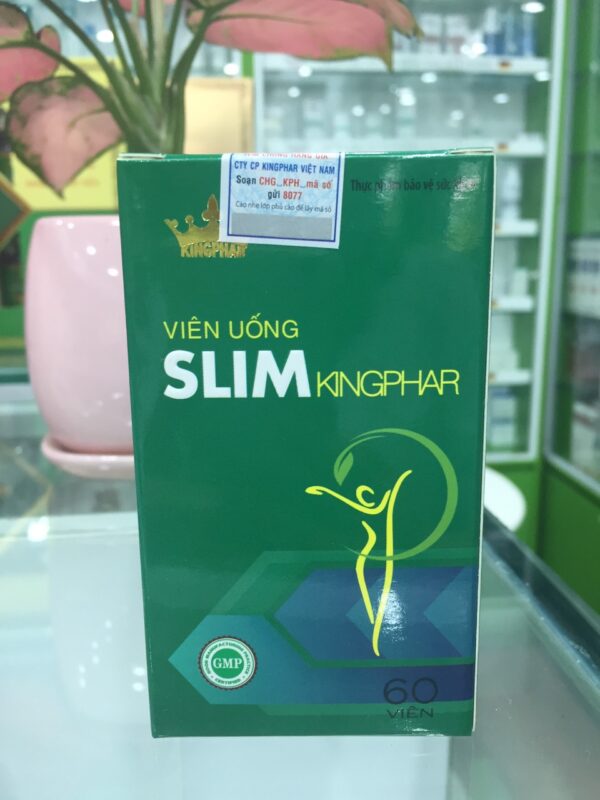 CTY CP KINGPHAR VIỆT NAM
Soạn CHG_KPH_mã số
gửi 8077
Cào nhẹ lớp phủ cào để lấy mã số
Thực phẩm bảo vệ sức
KINGPHAR
VIÊN UỐNG
SLIM KINGPHAR
GMP
60
VIÊN